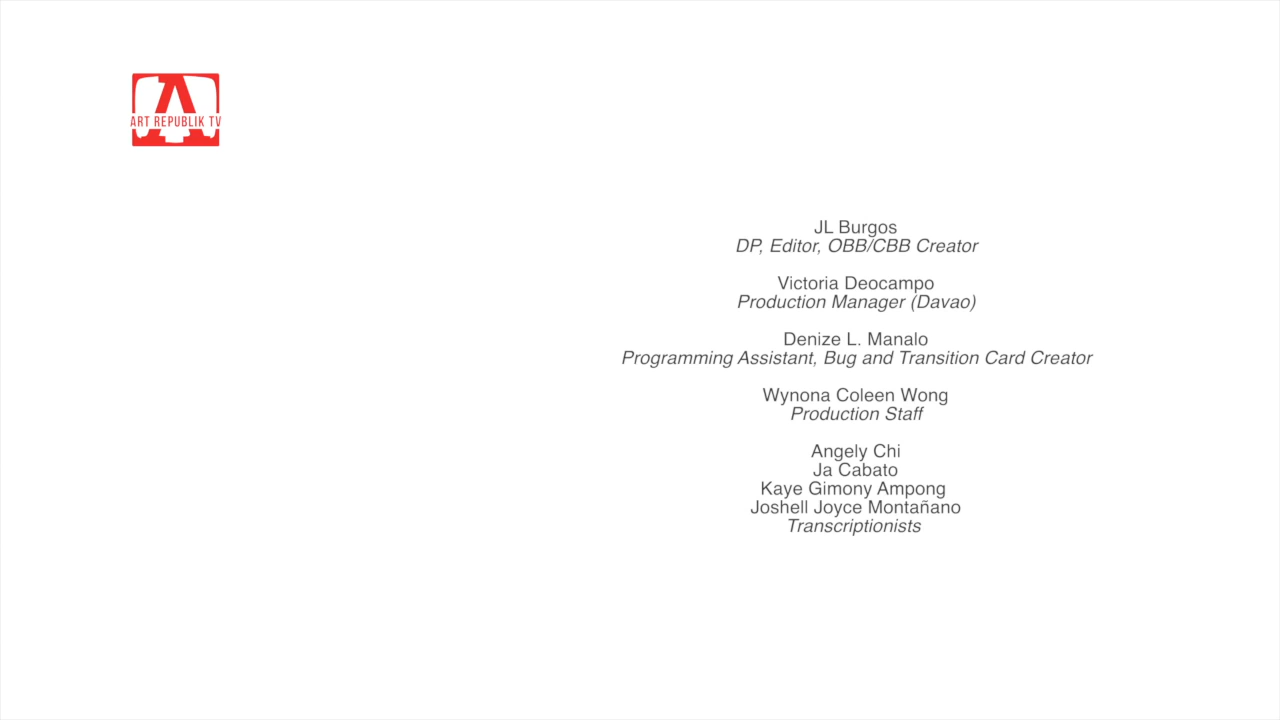 ART REPUBLIK TV
JL Burgos
DP, Editor, OBB/CBB Creator
Victoria Deocampo
Production Manager (Davao)
Denize L. Manalo
Programming Assistant, Bug and Transition Card Creator
Wynona Coleen Wong
Production Staff
Angely Chi
Ja Cabato
Kaye Gimony Ampong
Joshell Joyce Montañano
Transcriptionists